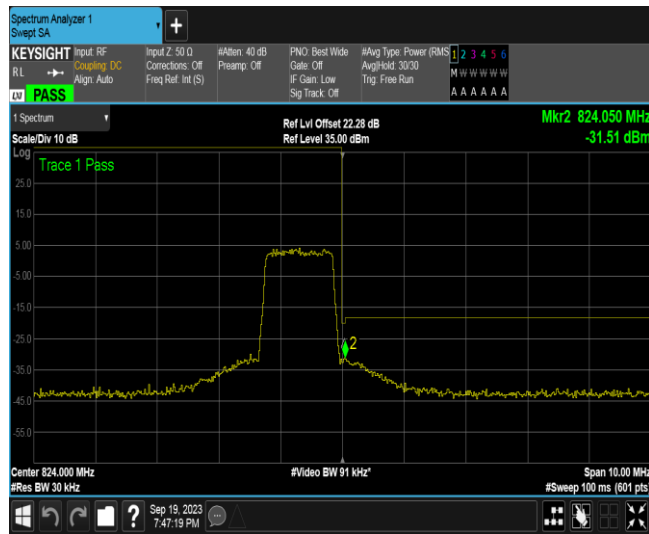 Spectrum Analyzer 1
Swept SA
+
KEYSIGHT
RL
Input: RF
Coupling: DC
Align: Auto
Input Z: 50 Ω
Corrections: Off
Freq Ref: Int (S)
#Atten: 40 dB
Preamp: Off
PNO: Best Wide
Gate: Off
IF Gain: Low
Sig Track: Off
#Avg Type: Power (RMS
Avg|Hold: 30/30
Trig: Free Run
1 2 3 4 5 6
M W W W W W
A A A A A A
LXI PASS
1 Spectrum
Scale/Div 10 dB
Ref Lvl Offset 22.28 dB
Ref Level 35.00 dBm
Mkr2 824.050 MHz
-31.51 dBm
Log
Trace 1 Pass
25.0
15.0
5.00
-5.00
-15.0
-25.0
-35.0
-45.0
-55.0
2
Center 824.000 MHz
#Res BW 30 kHz
#Video BW 91 kHz*
Span 10.00 MHz
#Sweep 100 ms (601 pts
?
Sep 19, 2023
7:47:19 PM